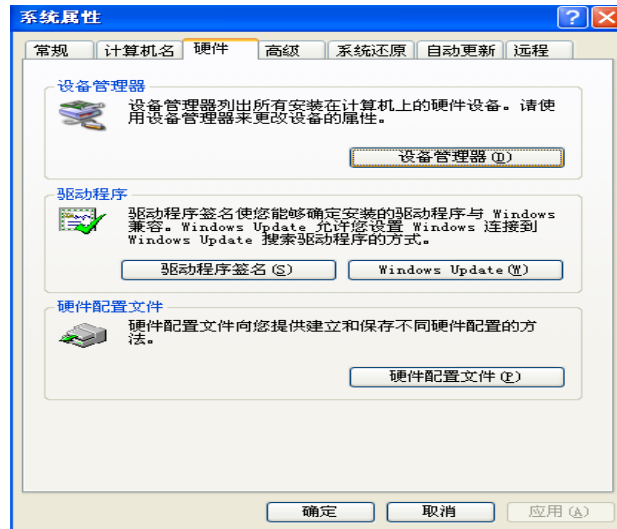 系统属性
常规 计算机名 硬件 高级 系统还原 自动更新 远程
设备管理器
设备管理器列出所有安装在计算机上的硬件设备。请使
用设备管理器来更改设备的属性。
设备管理器(D)
驱动程序
驱动程序签名使您能够确定安装的驱动程序与 Windows
兼容。Windows Update 允许您设置 Windows 连接到
Windows Update 搜索驱动程序的方式。
驱动程序签名(S) Windows Update(W)
硬件配置文件
硬件配置文件向您提供建立和保存不同硬件配置的方
法。
硬件配置文件(P)
确定 取消 应用(A)